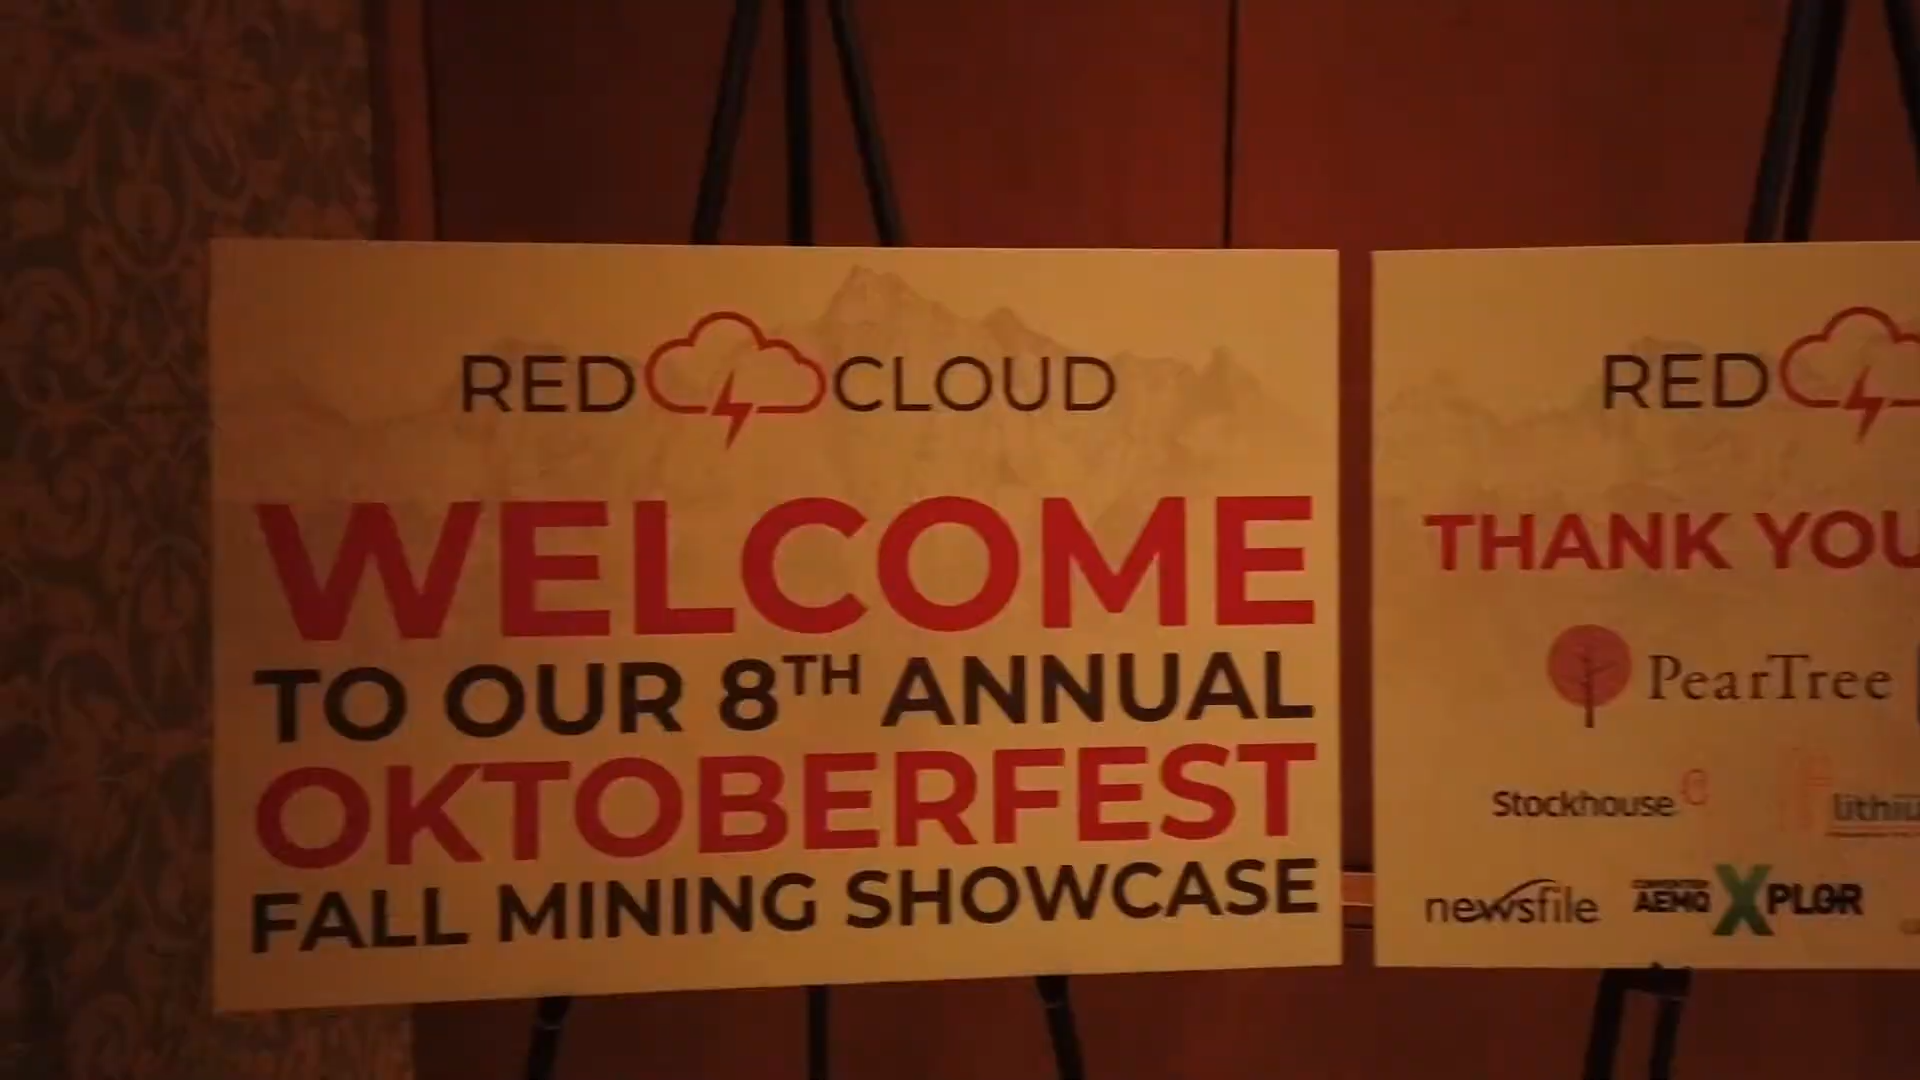 RED CLOUD
WELCOME
TO OUR 8TH ANNUAL
OKTOBERFEST
FALL MINING SHOWCASE
RED
THANK YOU
PearTree
Stockhouse
newsfile
AEMQ XPLOR